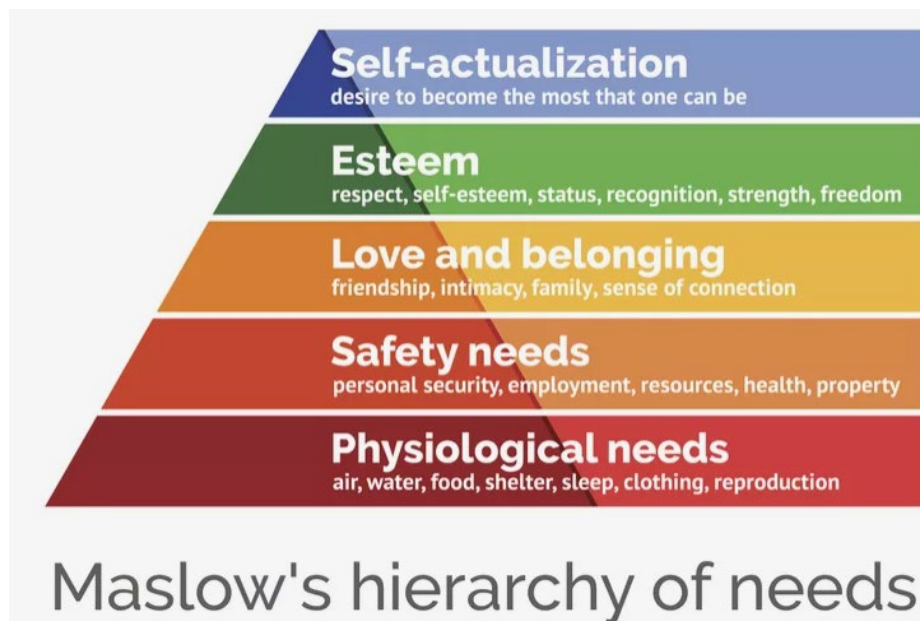 Self-actualization
desire to become the most that one can be
Esteem
respect, self-esteem, status, recognition, strength, freedom
Love and belonging
friendship, intimacy, family, sense of connection
Safety needs
personal security, employment, resources, health, property
Physiological needs
air, water, food, shelter, sleep, clothing, reproduction
Maslow's hierarchy of needs